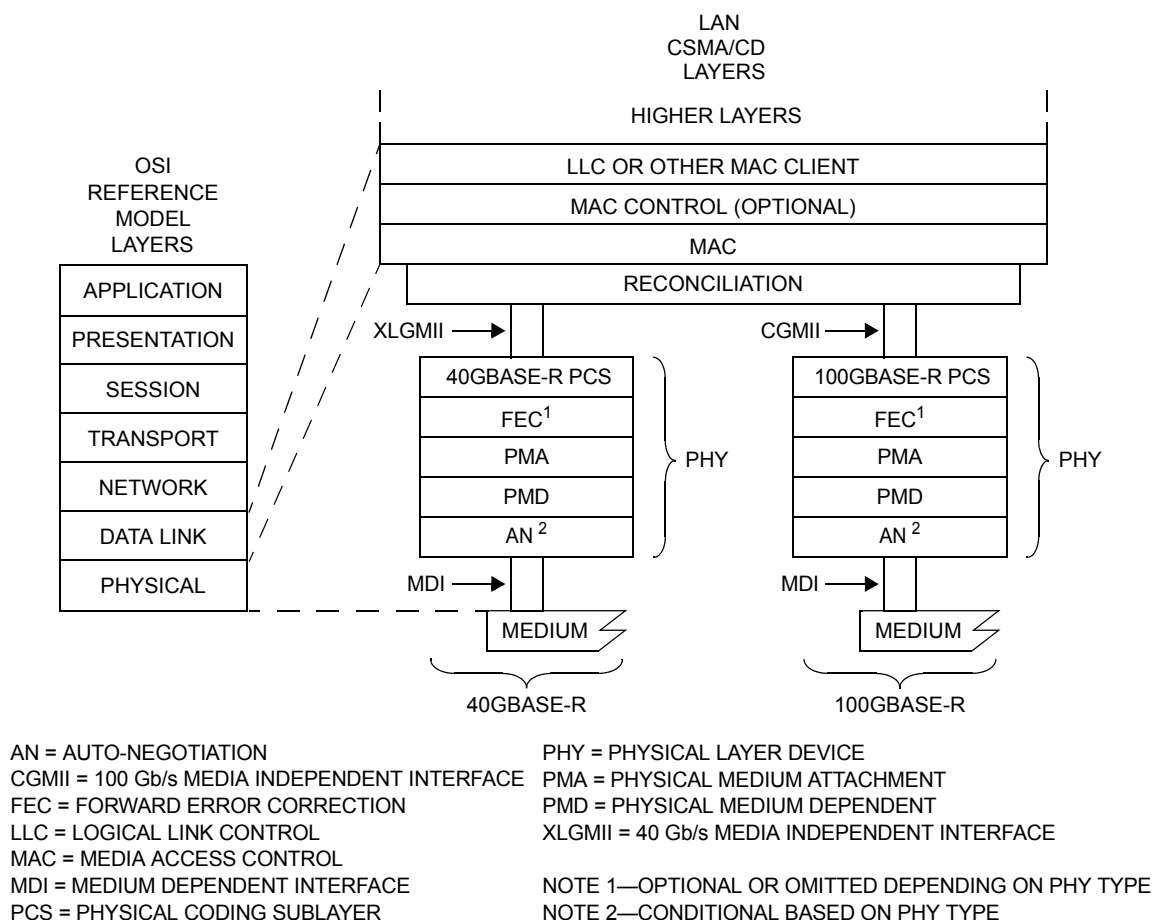 LAN
CSMA/CD
LAYERS
HIGHER LAYERS
LLC OR OTHER MAC CLIENT
MAC CONTROL (OPTIONAL)
MAC
RECONCILIATION
OSI
REFERENCE
MODEL
LAYERS
APPLICATION
PRESENTATION
SESSION
TRANSPORT
NETWORK
DATA LINK
PHYSICAL
XLGMII
40GBASE-R PCS
FEC1
PMA
PMD
AN 2
PHY
MDI
MEDIUM
40GBASE-R
CGMII
100GBASE-R PCS
FEC1
PMA
PMD
AN 2
PHY
MDI
MEDIUM
100GBASE-R
AN = AUTO-NEGOTIATION
CGMII = 100 Gb/s MEDIA INDEPENDENT INTERFACE
FEC = FORWARD ERROR CORRECTION
LLC = LOGICAL LINK CONTROL
MAC = MEDIA ACCESS CONTROL
MDI = MEDIUM DEPENDENT INTERFACE
PCS = PHYSICAL CODING SUBLAYER
PHY = PHYSICAL LAYER DEVICE
PMA = PHYSICAL MEDIUM ATTACHMENT
PMD = PHYSICAL MEDIUM DEPENDENT
XLGMII = 40 Gb/s MEDIA INDEPENDENT INTERFACE
NOTE 1—OPTIONAL OR OMITTED DEPENDING ON PHY TYPE
NOTE 2—CONDITIONAL BASED ON PHY TYPE